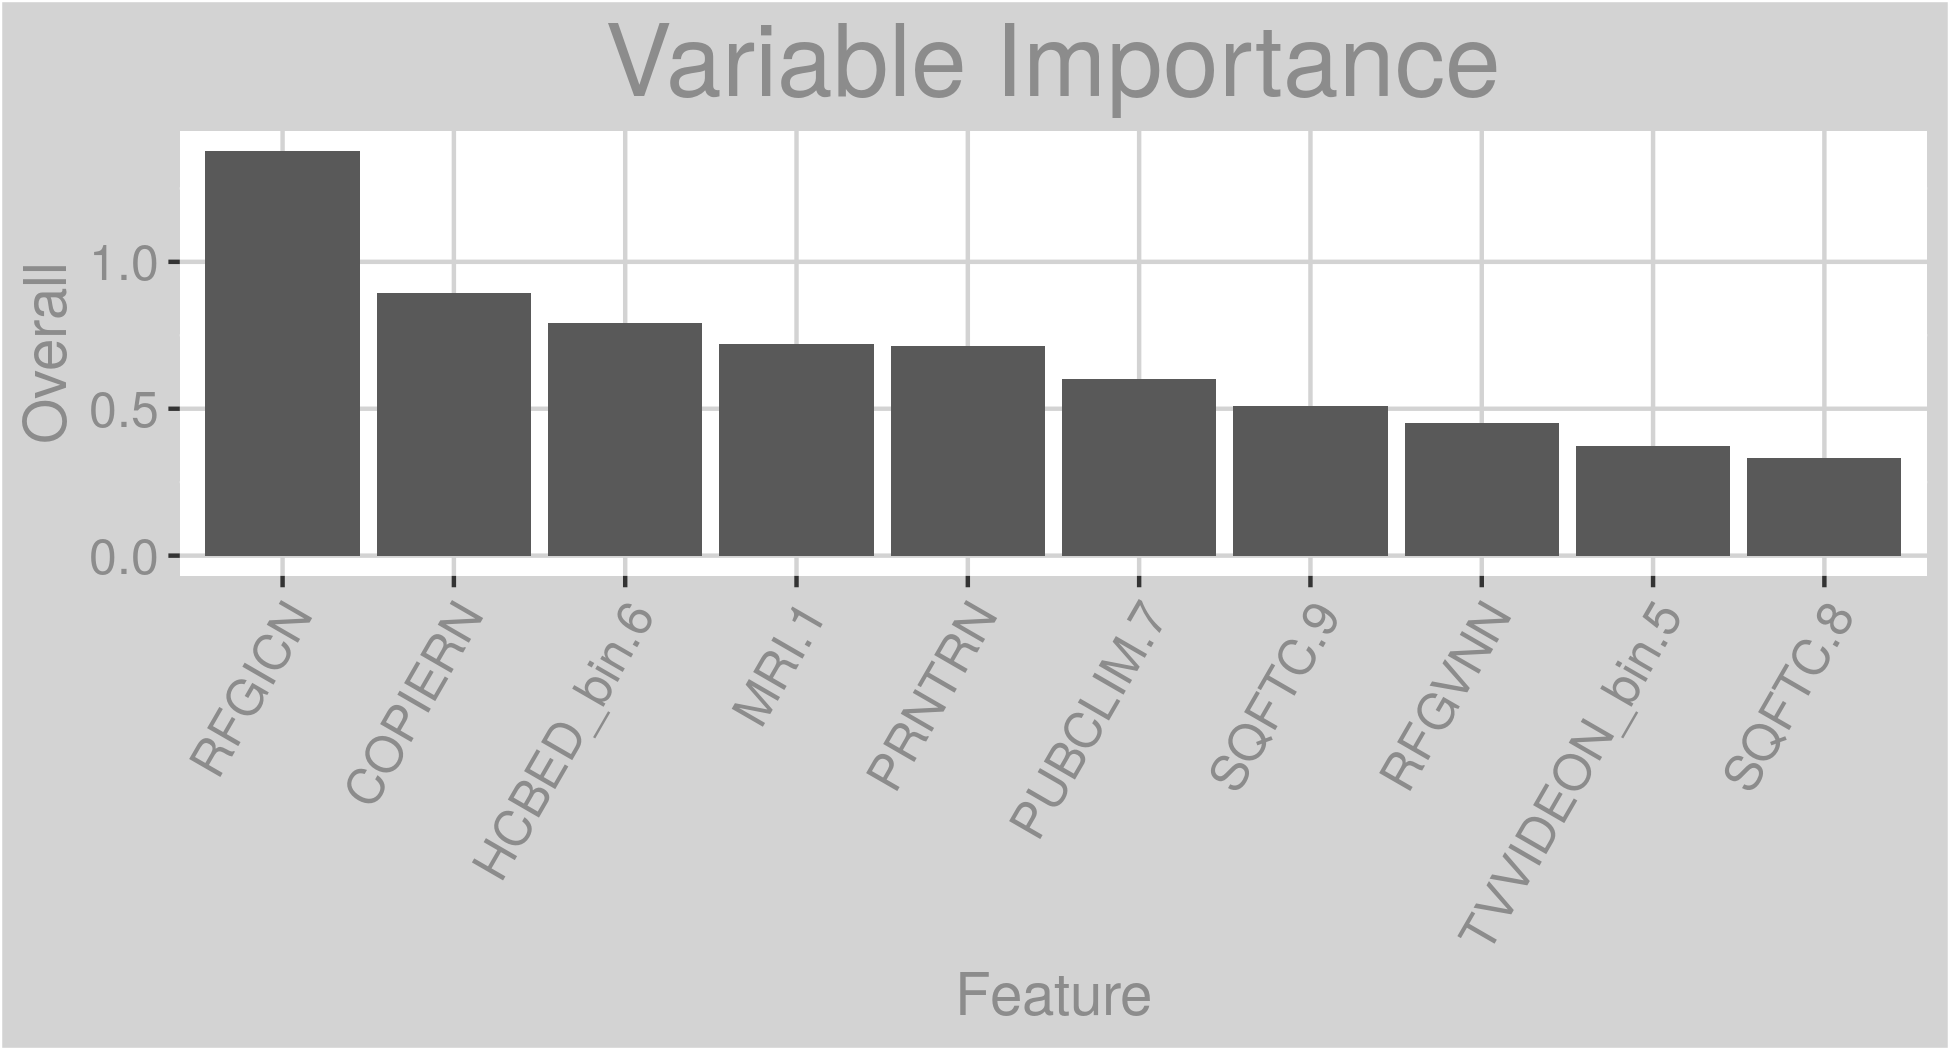 Variable Importance
Overall
1.0
0.5
0.0
RFGICN
COPIERN
HCBED_bin.6
MRI.1
PRNTRN
PUBCLIM.7
SQFTC.9
RFGVNN
TVVIDEON_bin.5
SQFTC.8
Feature